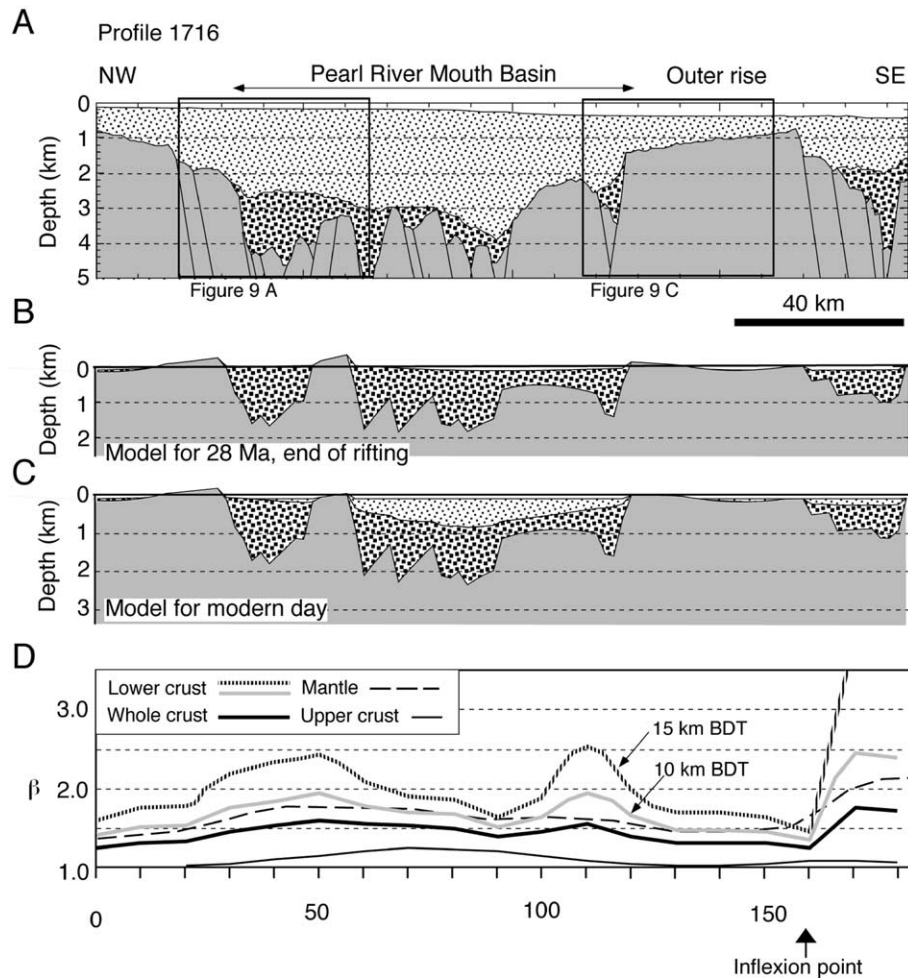 A
Profile 1716
NW
Pearl River Mouth Basin
Outer rise
SE
Depth (km)
0
1
2
3
4
5
Figure 9 A
Figure 9 C
40 km
B
Depth (km)
0
1
2
Model for 28 Ma, end of rifting
C
Depth (km)
0
1
2
3
Model for modern day
D
Lower crust
Mantle
Whole crust
Upper crust
15 km BDT
10 km BDT
β
3.0
2.0
1.0
0
50
100
150
Inflexion point